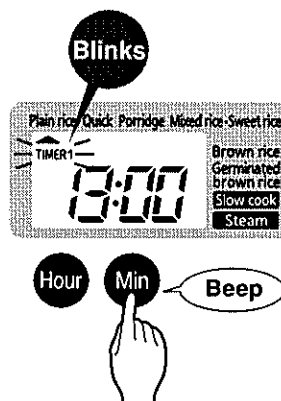 Blinks
Plain rice Quick Porridge Mixed rice·Sweet rice
TIMER1
Brown rice
Germinated
brown rice
13:00
Slow cook
Steam
Hour
Min
Beep